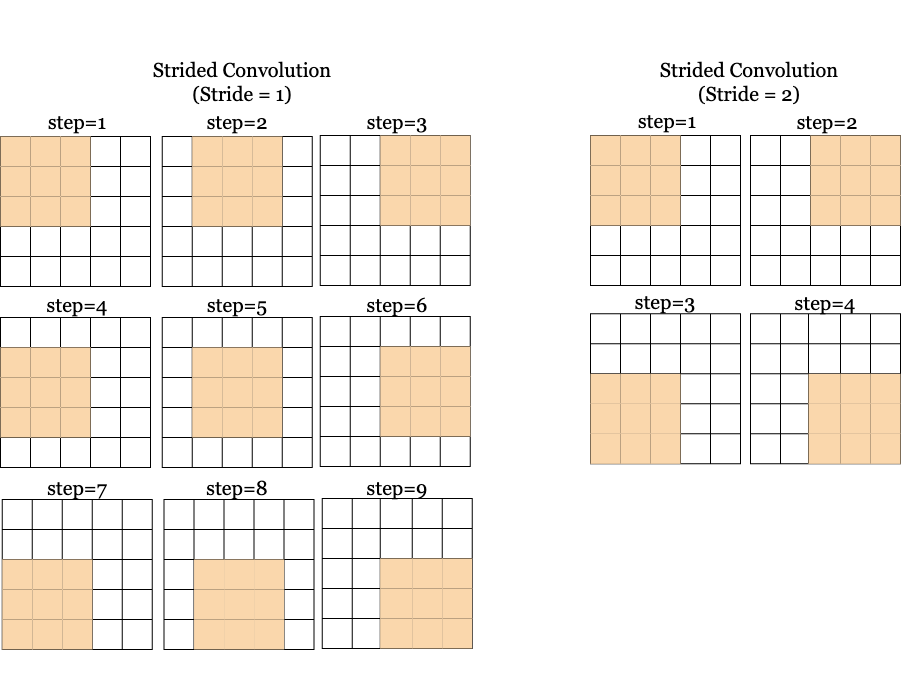 Strided Convolution
(Stride = 1)
step=1
step=2
step=3
step=4
step=5
step=6
step=7
step=8
step=9
Strided Convolution
(Stride = 2)
step=1
step=2
step=3
step=4